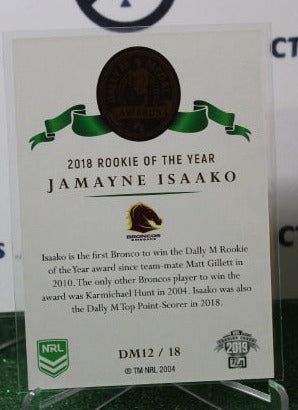 AWARDS
2018 ROOKIE OF THE YEAR
JAMAYNE ISAAKO
BRONCOS
Isaako is the first Bronco to win the Dally M Rookie
of the Year award since team-mate Matt Gillett in
2010. The only other Broncos player to win the
award was Karmichael Hunt in 2004. Isaako was also
the Dally M Top Point-Scorer in 2018.
NRL
DM12 / 18
2019
® TM NRL 2004